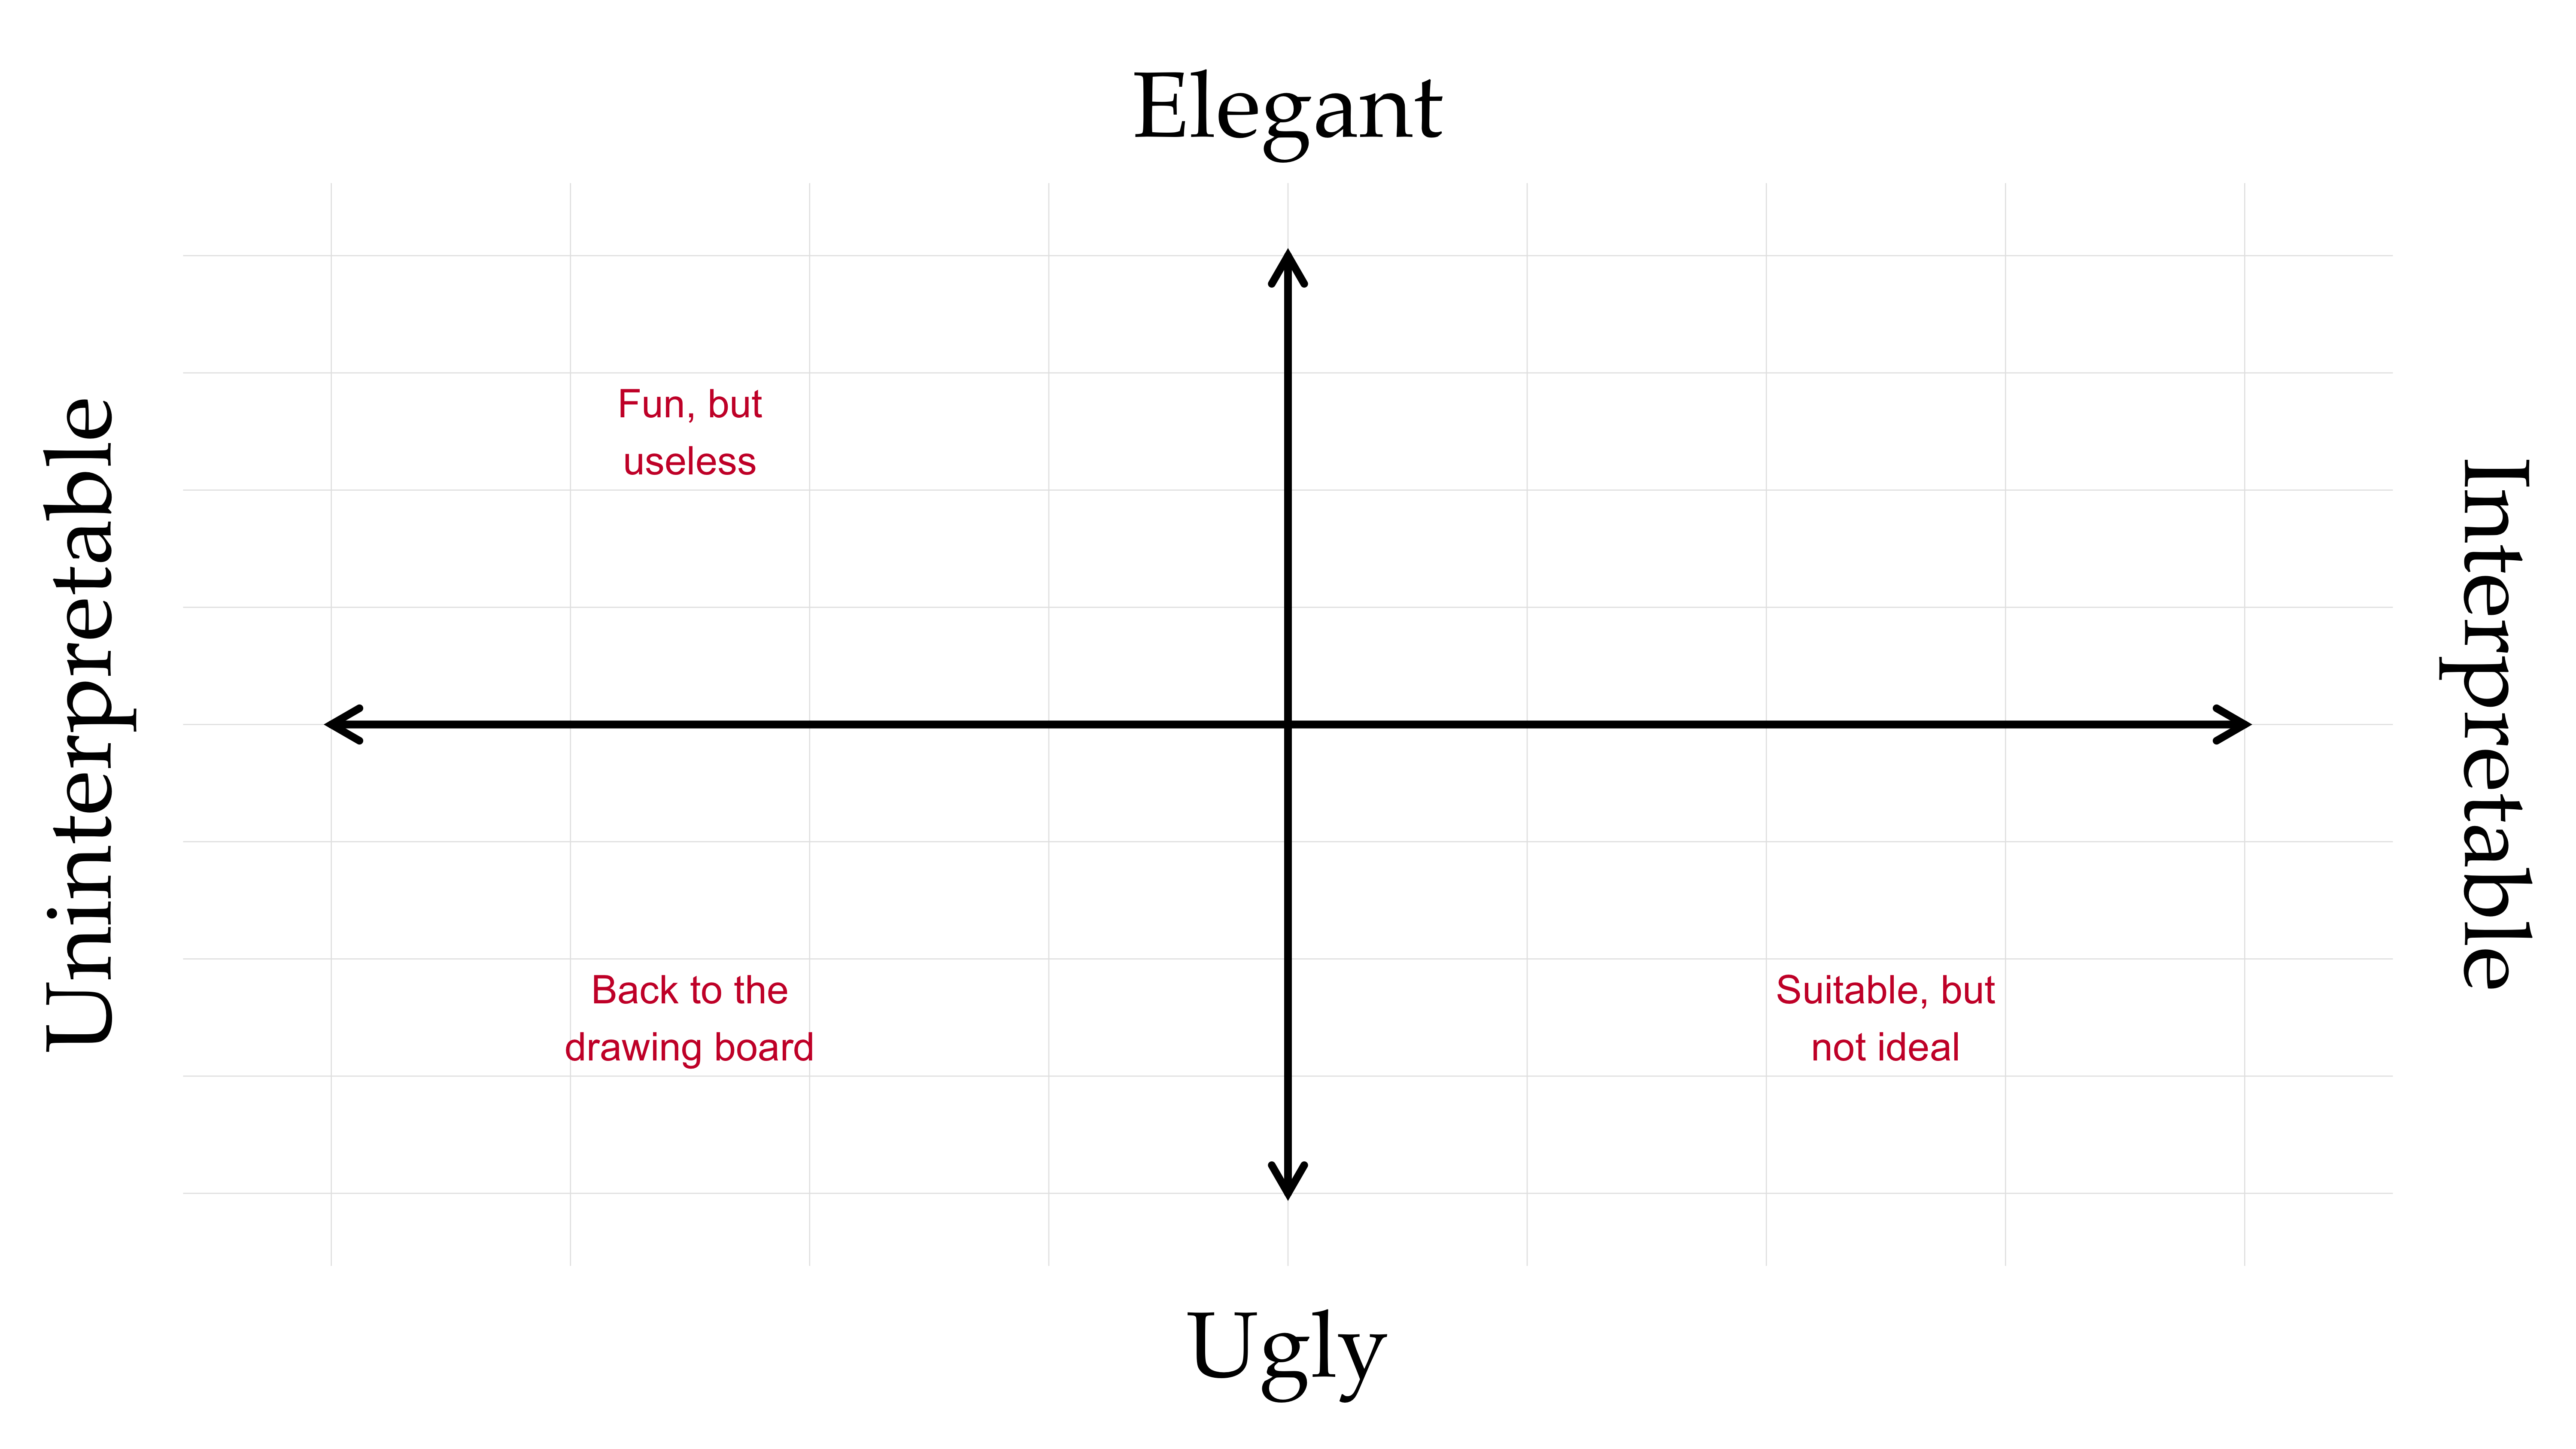 Elegant
Uninterpretable
Fun, but
useless
Interpretable
Back to the
drawing board
Suitable, but
not ideal
Ugly